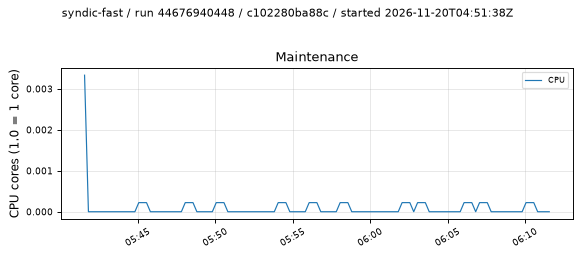 syndic-fast / run 44676940448 / c102280ba88c / started 2026-11-20T04:51:38Z
Maintenance
CPU
CPU cores (1.0 = 1 core)
0.003
0.002
0.001
0.000
05:45
05:50
05:55
06:00
06:05
06:10